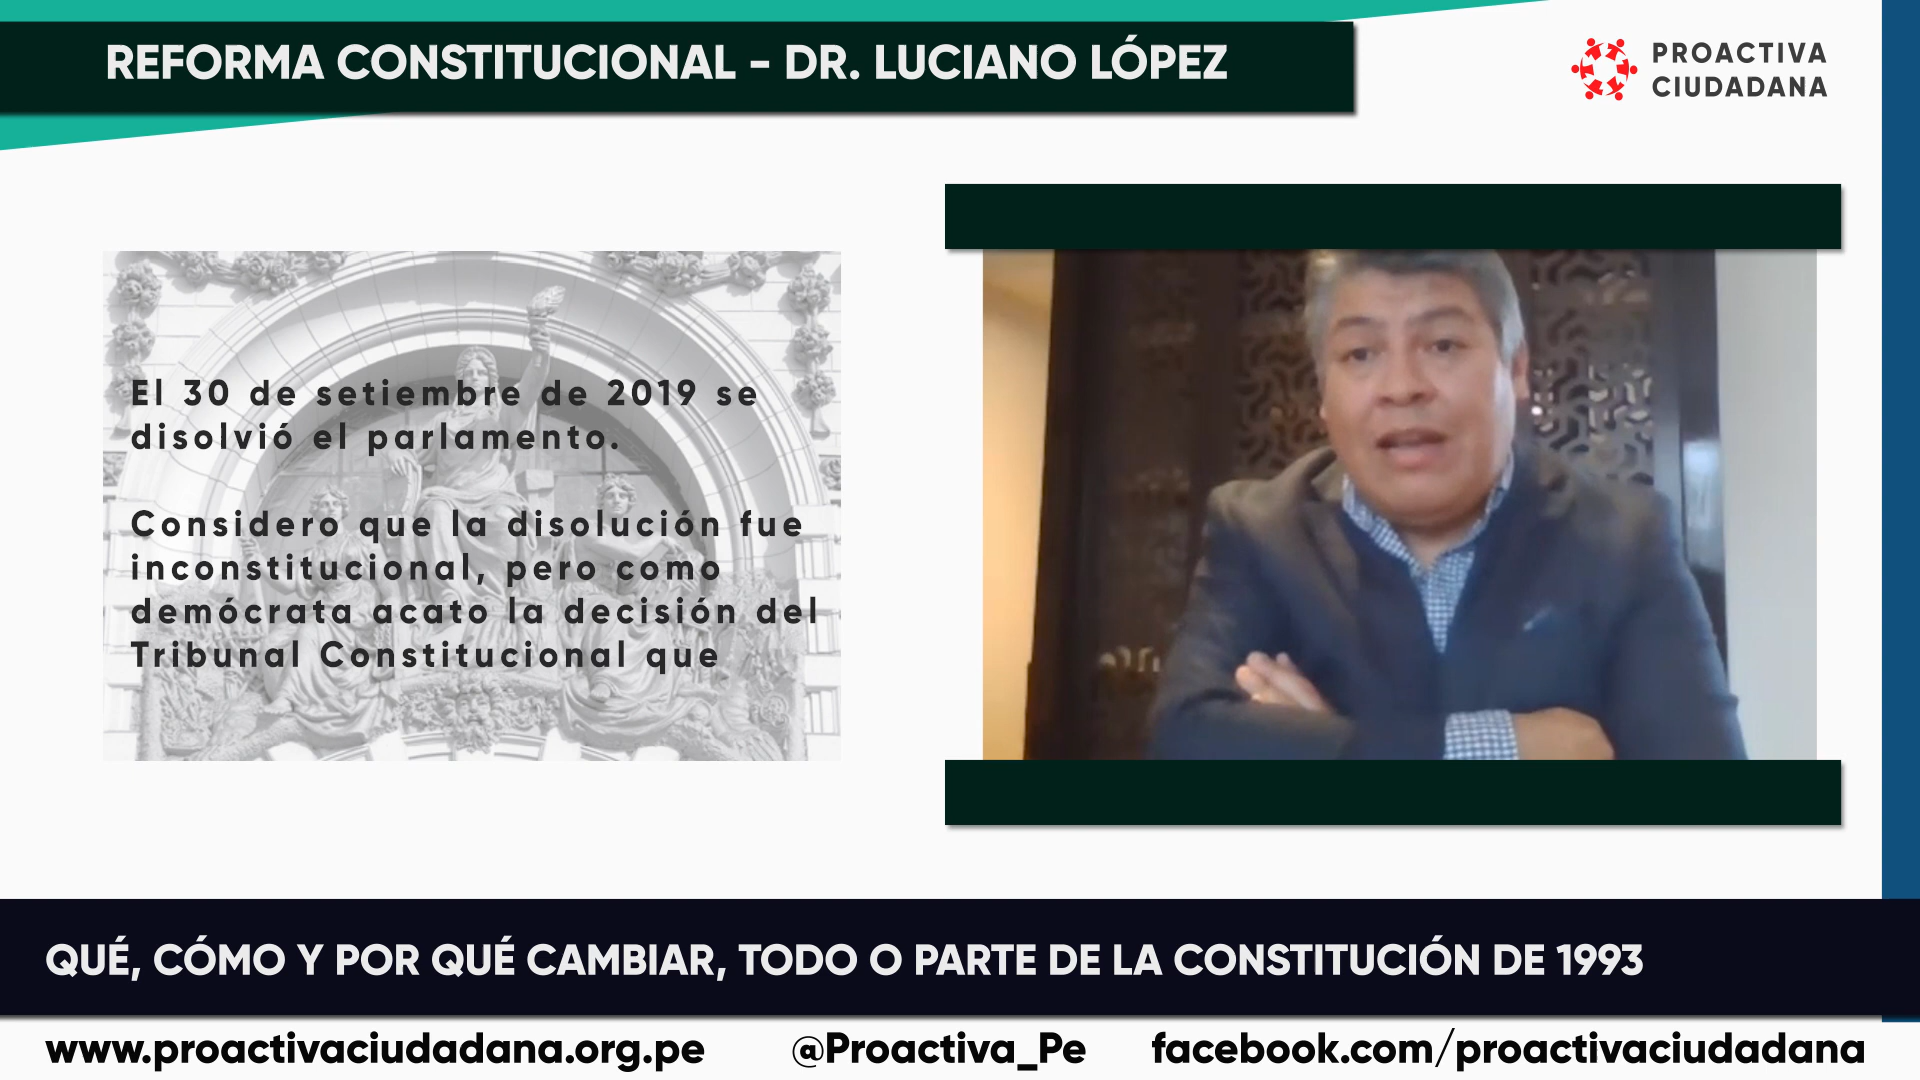 REFORMA CONSTITUCIONAL - DR. LUCIANO LÓPEZ
PROACTIVA
CIUDADANA
El 30 de setiembre de 2019 se
disolvió el parlamento.
Considero que la disolución fue
inconstitucional, pero como
demócrata acato la decisión del
Tribunal Constitucional que
QUÉ, CÓMO Y POR QUÉ CAMBIAR, TODO O PARTE DE LA CONSTITUCIÓN DE 1993
www.proactivaciudadana.org.pe
@Proactiva_Pe
facebook.com/proactivaciudadana